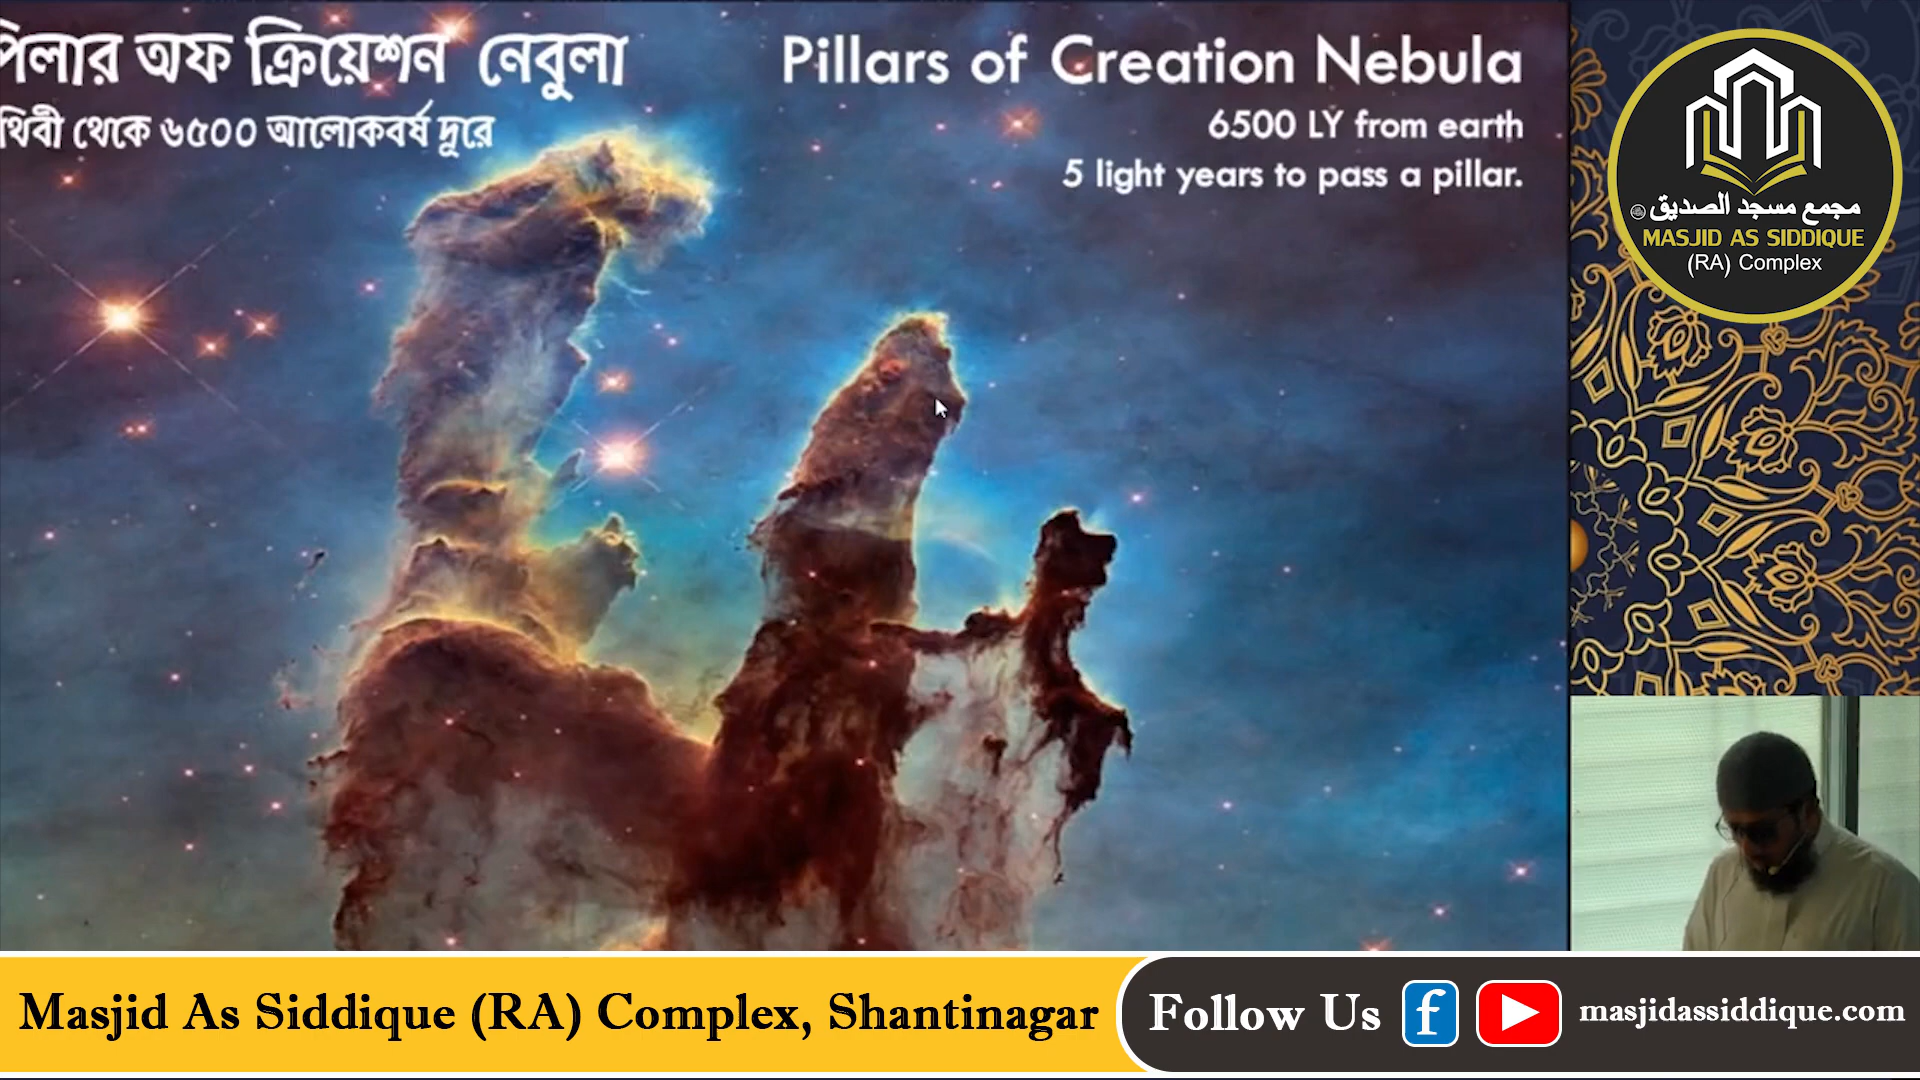 পিলার অফ ক্রিয়েশন নেবুলা
থিবী থেকে ৬৫০০ আলোকবর্ষ দূরে
Pillars of Creation Nebula
6500 LY from earth
5 light years to pass a pillar.
مجمع مسجد الصديق
MASJID AS SIDDIQUE
(RA) Complex
Masjid As Siddique (RA) Complex, Shantinagar
Follow Us
masjidassiddique.com